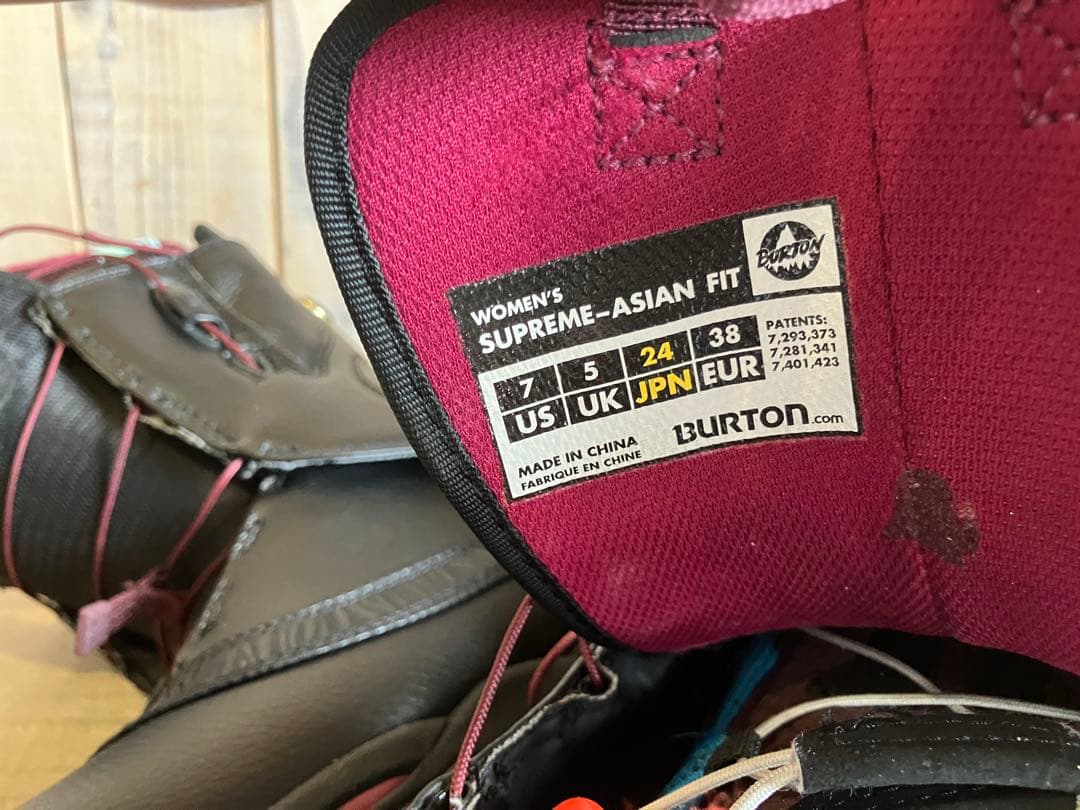 WOMEN'S
SUPREME-ASIAN FIT
BURTON
7 5 24 38
US UK JPN EUR
PATENTS:
7,293,373
7,281,341
7,401,423
MADE IN CHINA
FABRIQUE EN CHINE
BURTON.com